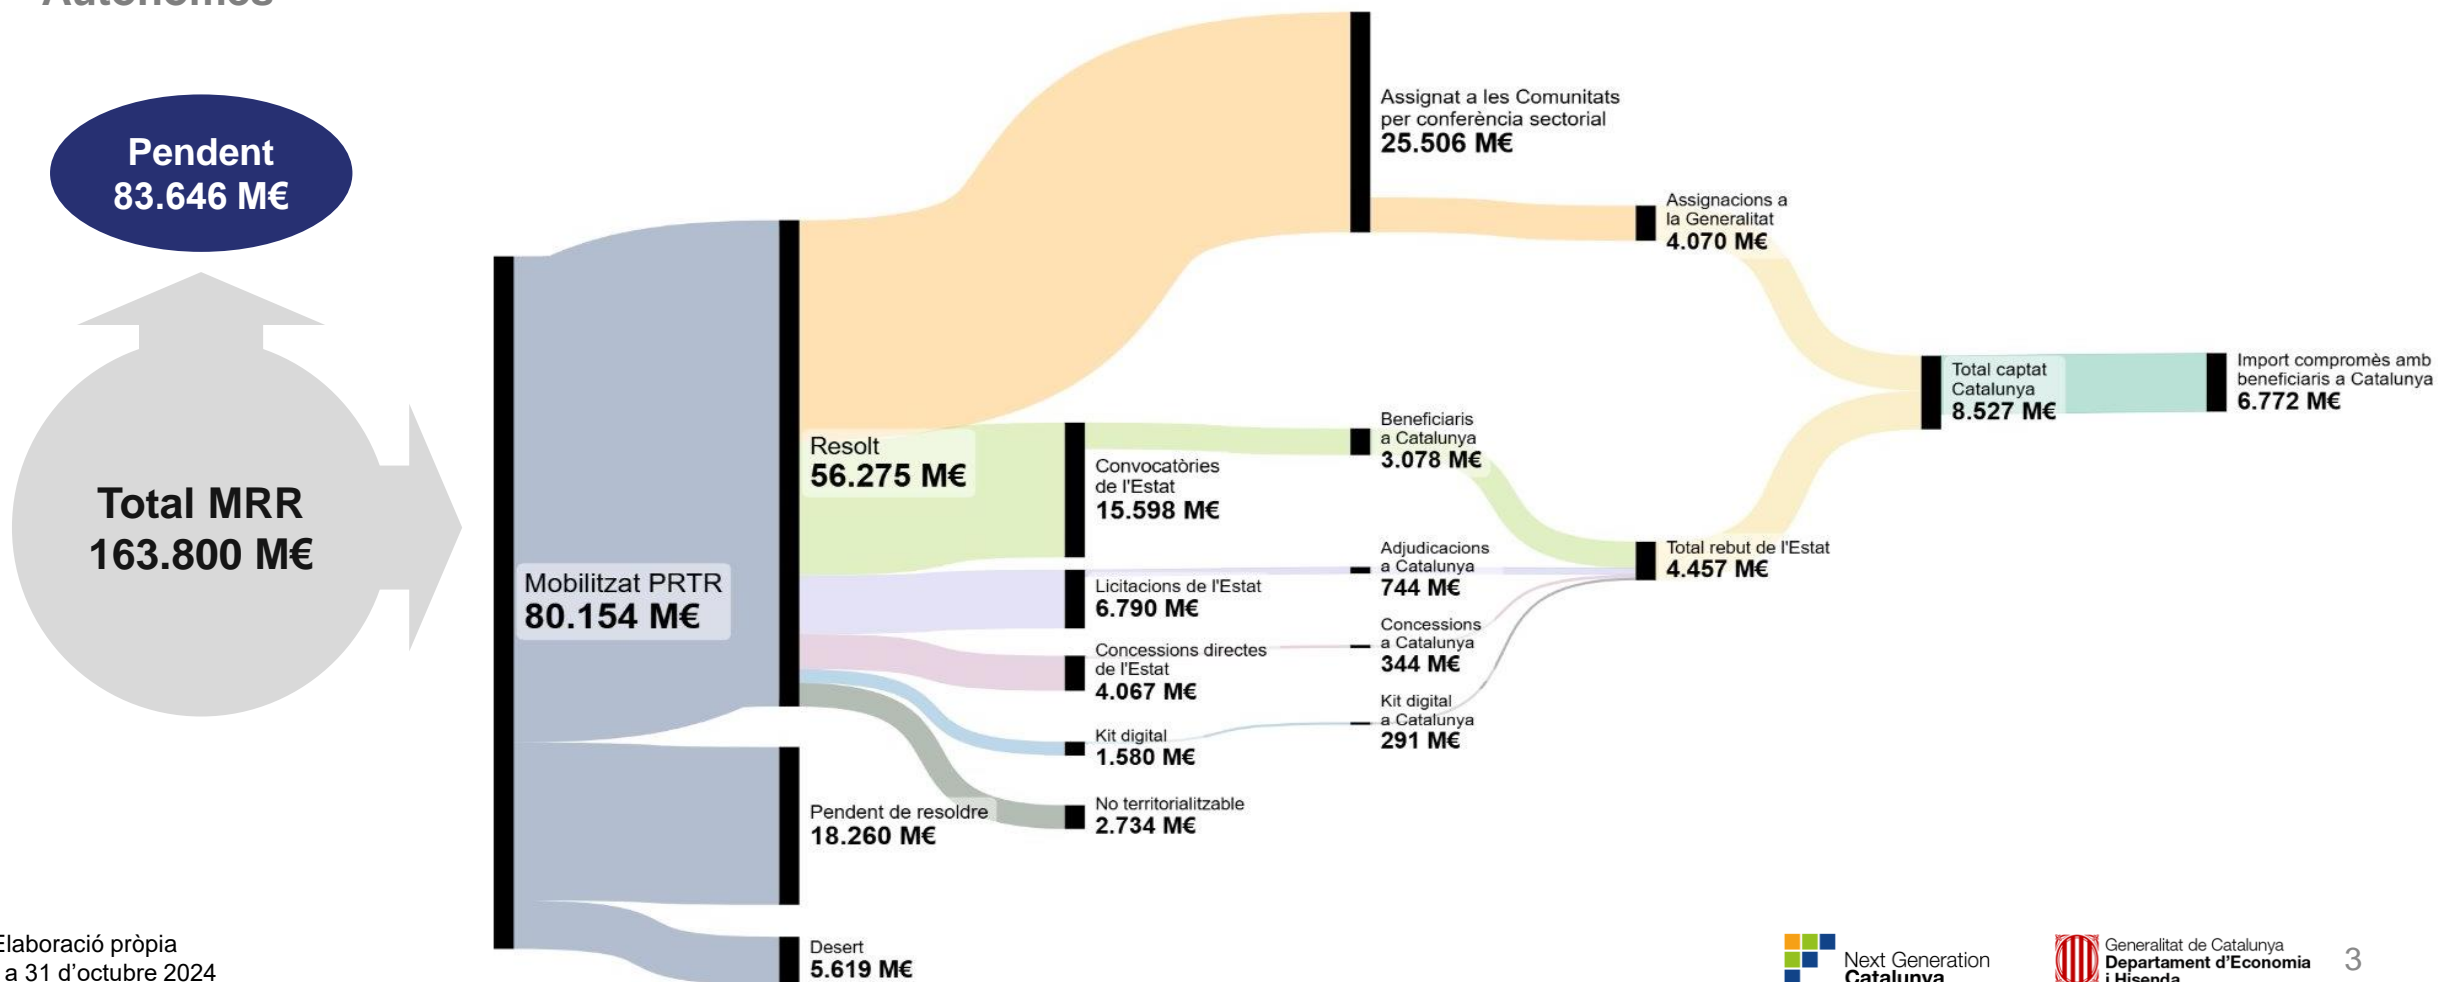 Autònomes
Pendent
83.646 M€
Total MRR
163.800 M€
Mobilitzat PRTR
80.154 M€
Resolt
56.275 M€
Pendent de resoldre
18.260 M€
Desert
5.619 M€
Assignat a les Comunitats
per conferència sectorial
25.506 M€
Convocatòries
de l'Estat
15.598 M€
Licitacions de l'Estat
6.790 M€
Concessions directes
de l'Estat
4.067 M€
Kit digital
1.580 M€
No territorialitzable
2.734 M€
Beneficiaris
a Catalunya
3.078 M€
Adjudicacions
a Catalunya
744 M€
Concessions
a Catalunya
344 M€
Kit digital
a Catalunya
291 M€
Assignacions a
la Generalitat
4.070 M€
Total rebut de l'Estat
4.457 M€
Total captat
Catalunya
8.527 M€
Import compromès amb
beneficiaris a Catalunya
6.772 M€
Elaboració pròpia
a 31 d’octubre 2024
Next Generation
Catalunya
Generalitat de Catalunya
Departament d’Economia
i Hisenda
3